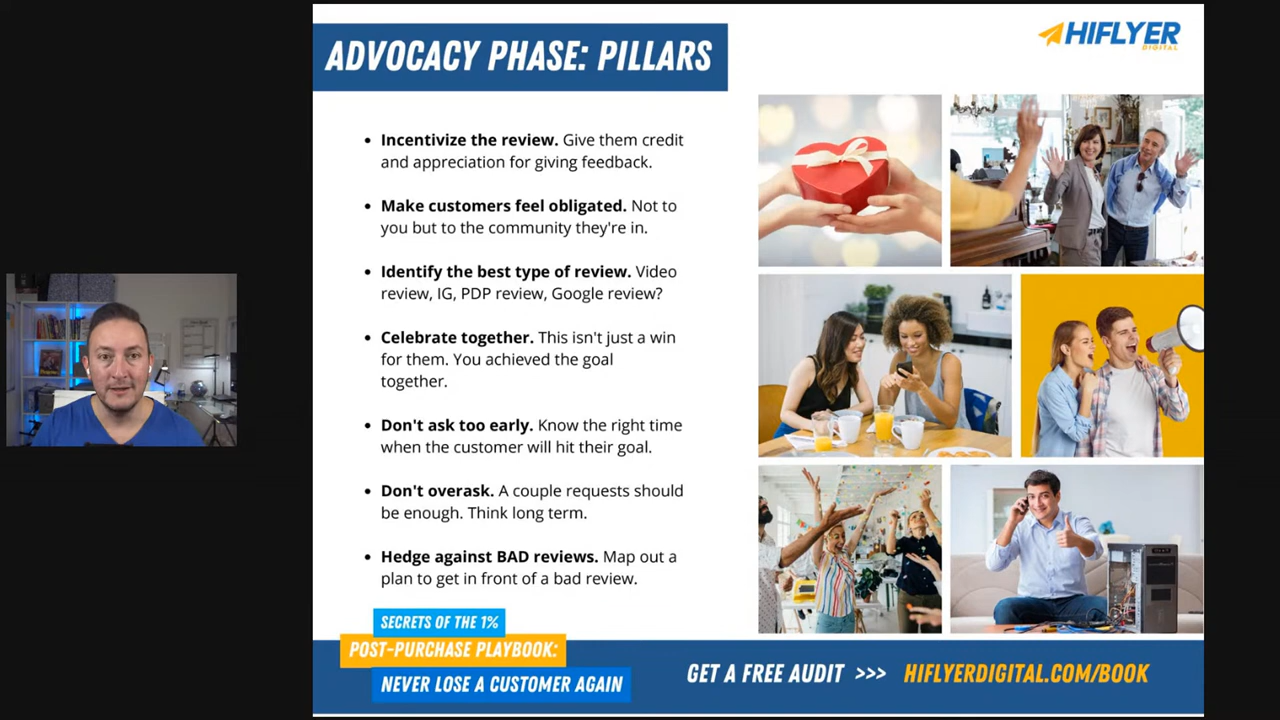 ADVOCACY PHASE: PILLARS
HIFLYER
DIGITAL
• Incentivize the review. Give them credit
and appreciation for giving feedback.
• Make customers feel obligated. Not to
you but to the community they're in.
• Identify the best type of review. Video
review, IG, PDP review, Google review?
• Celebrate together. This isn't just a win
for them. You achieved the goal
together.
• Don't ask too early. Know the right time
when the customer will hit their goal.
• Don't overask. A couple requests should
be enough. Think long term.
• Hedge against BAD reviews. Map out a
plan to get in front of a bad review.
SECRETS OF THE 1%
POST-PURCHASE PLAYBOOK:
NEVER LOSE A CUSTOMER AGAIN
GET A FREE AUDIT >>> HIFLYERDIGITAL.COM/BOOK